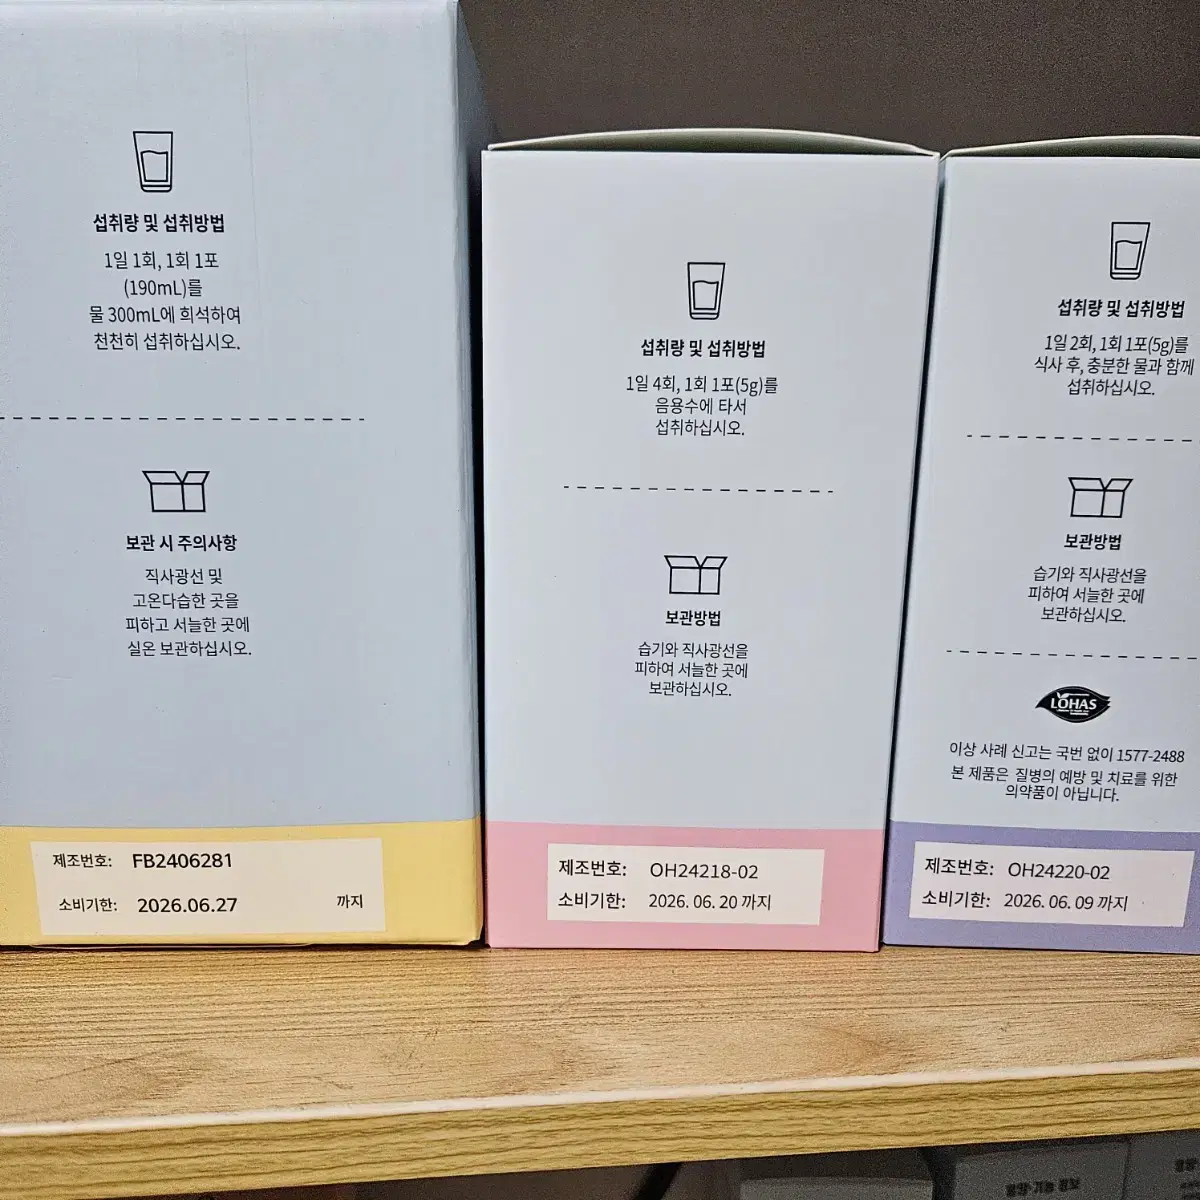 섭취량 및 섭취방법
1일 1회, 1회 1포
(190mL)를
물 300mL에 희석하여
천천히 섭취하십시오.
보관 시 주의사항
직사광선 및
고온다습한 곳을
피하고 서늘한 곳에
실온 보관하십시오.
제조번호: FB2406281
소비기한: 2026.06.27 까지
섭취량 및 섭취방법
1일 4회, 1회 1포(5g)를
음용수에 타서
섭취하십시오.
보관방법
습기와 직사광선을
피하여 서늘한 곳에
보관하십시오.
제조번호: OH24218-02
소비기한: 2026. 06. 20 까지
섭취량 및 섭취방법
1일 2회, 1회 1포(5g)를
식사 후, 충분한 물과 함께
섭취하십시오.
보관방법
습기와 직사광선을
피하여 서늘한 곳에
보관하십시오.
LOHAS
이상 사례 신고는 국번 없이 1577-2488
본 제품은 질병의 예방 및 치료를 위한
의약품이 아닙니다.
제조번호: OH24220-02
소비기한: 2026. 06. 09 까지